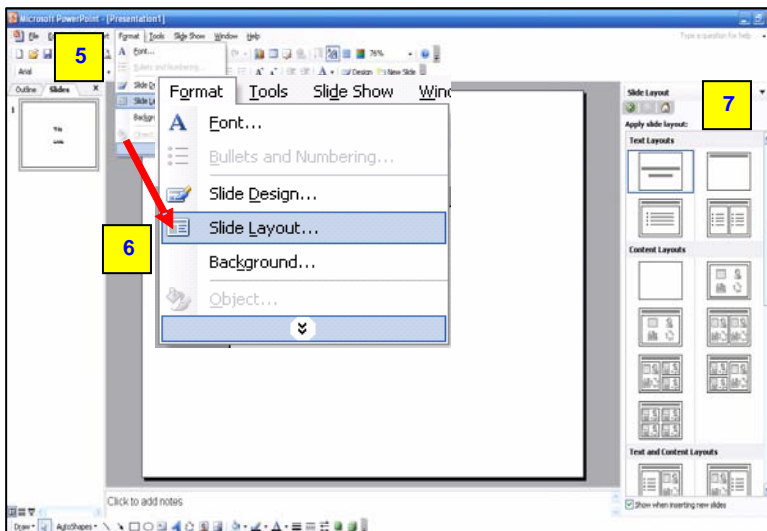 Microsoft PowerPoint - [Presentation1]
Format Tools Slide Show Window Help
Type a question for help
5
76%
Arial
Design New Slide
Font...
Bullets and Numbering...
Outline Slides X
1
Format Tools Slide Show
Font...
Bullets and Numbering...
Slide Design...
Slide Layout...
Background...
Object...
6
Slide Layout
7
Apply slide layout:
Text Layouts
Content Layouts
Text and Content Layouts
Show when inserting new slides
Click to add notes
Draw AutoShapes